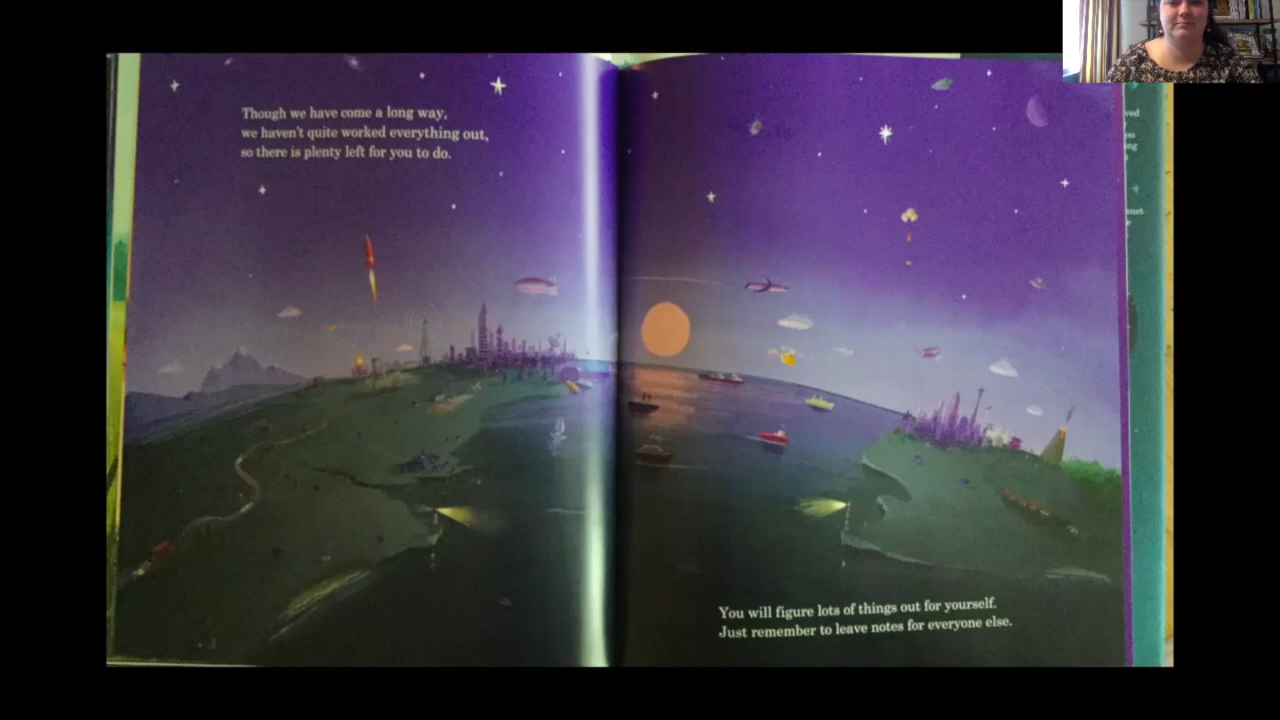 Though we have come a long way,
we haven't quite worked everything out,
so there is plenty left for you to do.
You will figure lots of things out for yourself.
Just remember to leave notes for everyone else.